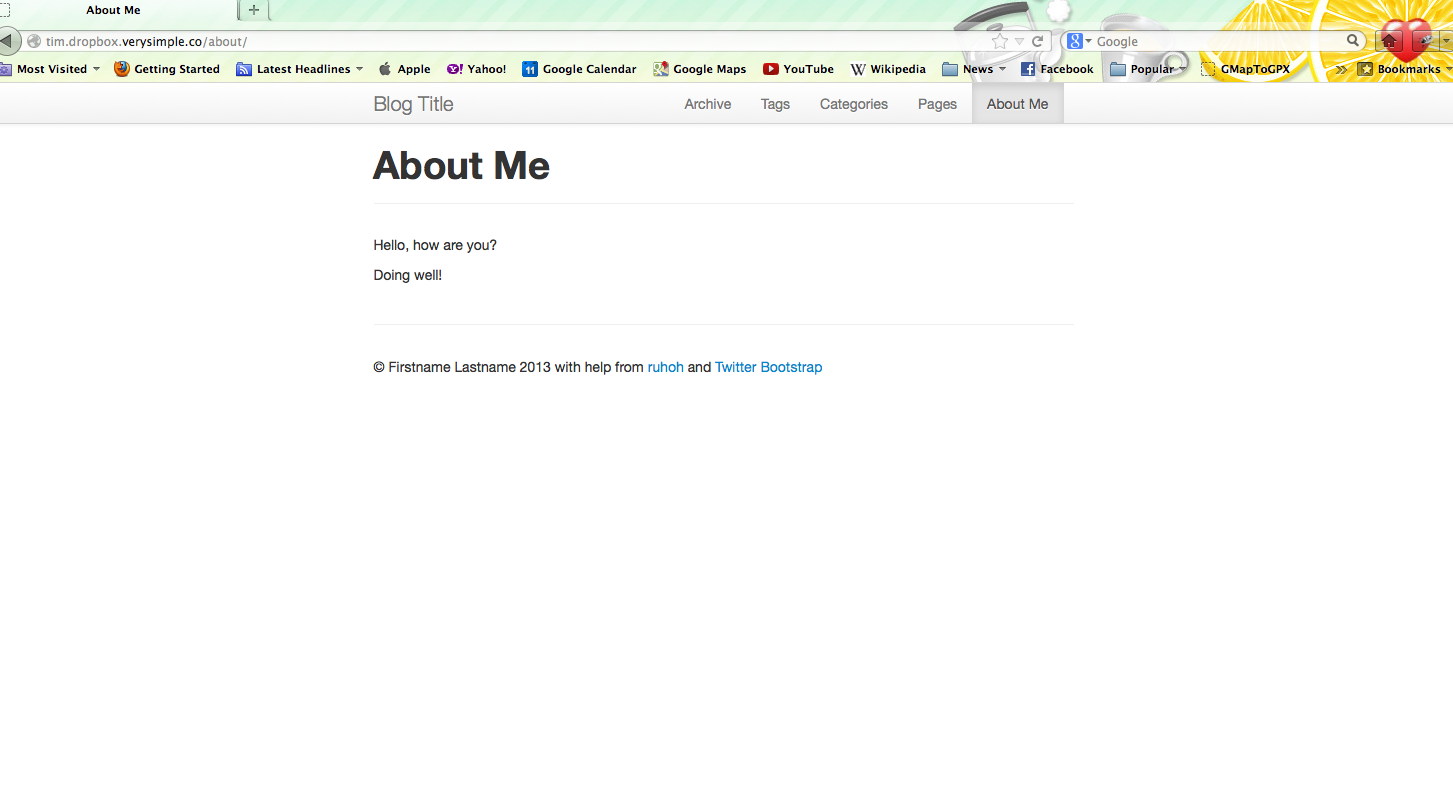 About Me
tim.dropbox.verysimple.co/about/
Google
Most Visited Getting Started Latest Headlines Apple Yahoo! Google Calendar Google Maps YouTube Wikipedia News Facebook Popular GMapToGPX Bookmarks
Blog Title Archive Tags Categories Pages About Me
About Me
Hello, how are you?
Doing well!
© Firstname Lastname 2013 with help from ruhoh and Twitter Bootstrap